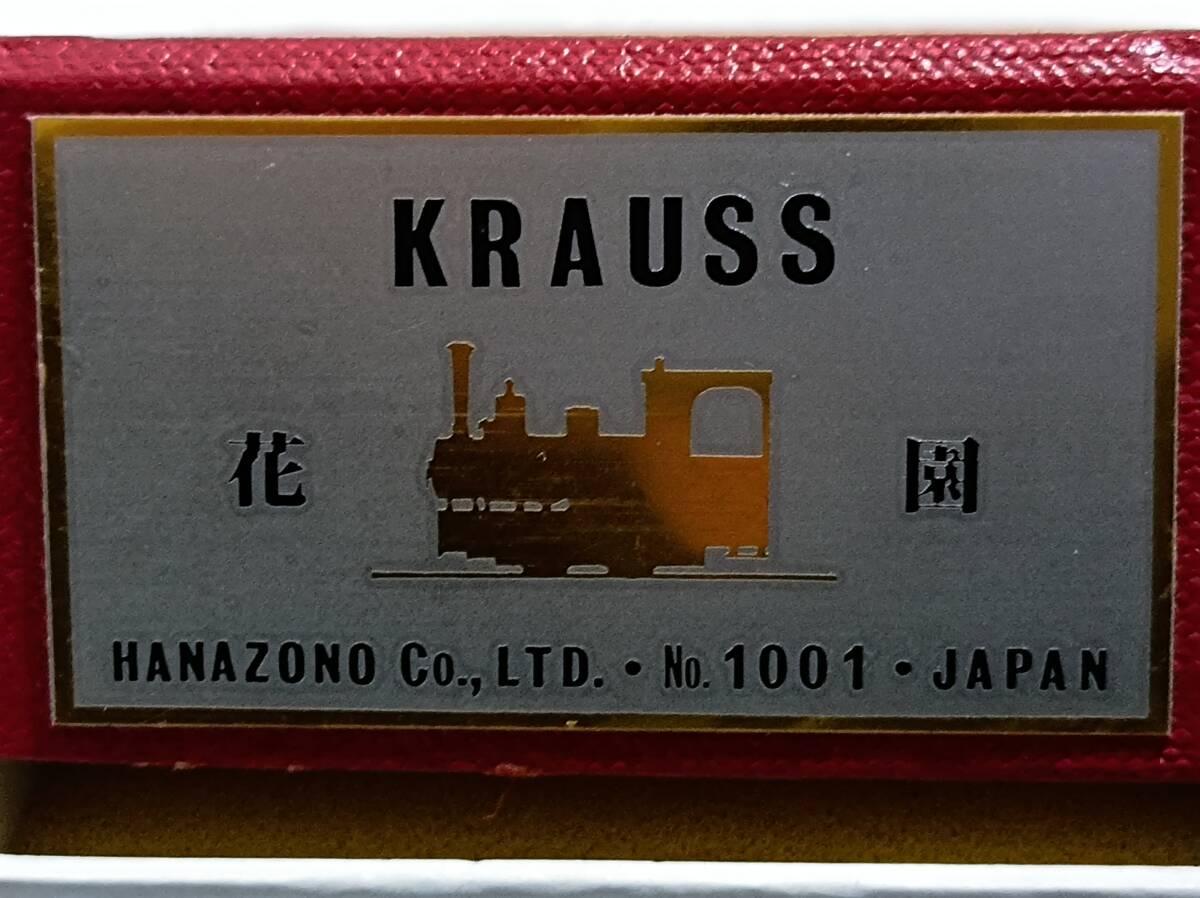 KRAUSS
花 園
HANAZONO Co., LTD. • No. 1001 • JAPAN